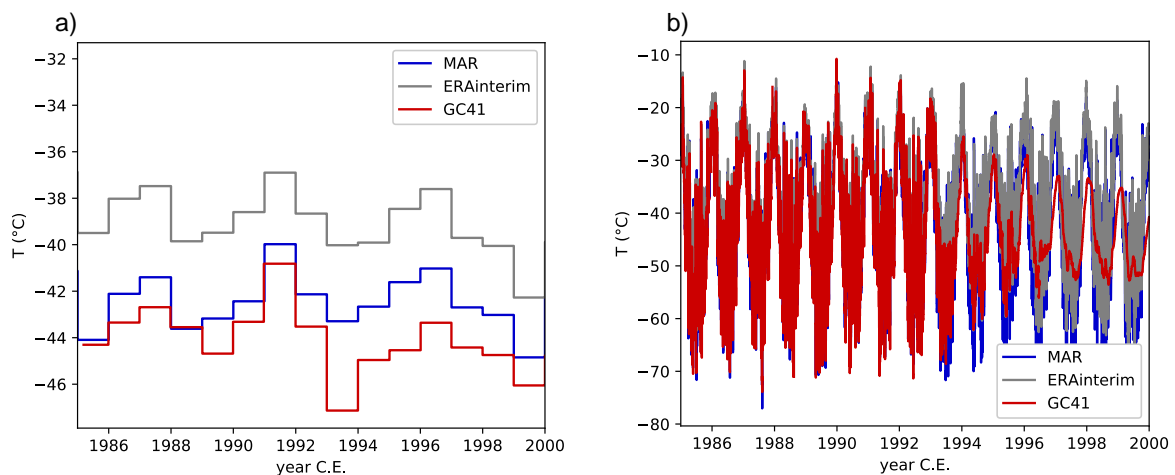 a)
T (°C)
−32
−34
−36
−38
−40
−42
−44
−46
1986 1988 1990 1992 1994 1996 1998 2000
year C.E.
MAR
ERAinterim
GC41
b)
T (°C)
−10
−20
−30
−40
−50
−60
−70
−80
1986 1988 1990 1992 1994 1996 1998 2000
year C.E.
MAR
ERAinterim
GC41